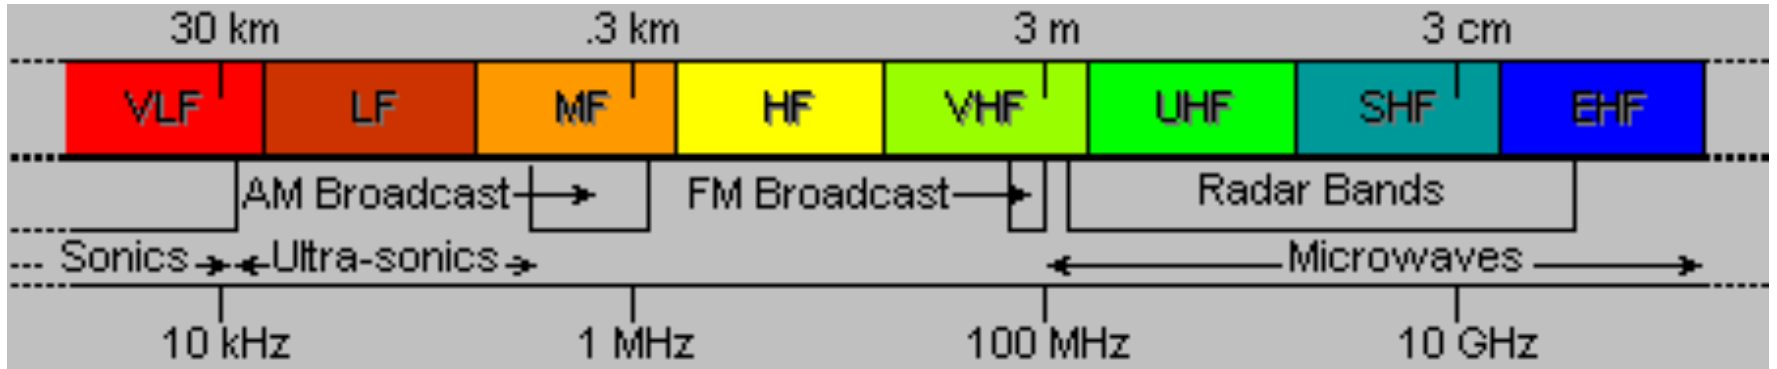 30 km .3 km 3 m 3 cm
VLF LF MF HF VHF UHF SHF EHF
AM Broadcast FM Broadcast Radar Bands
Sonics Ultra-sonics Microwaves
10 kHz 1 MHz 100 MHz 10 GHz